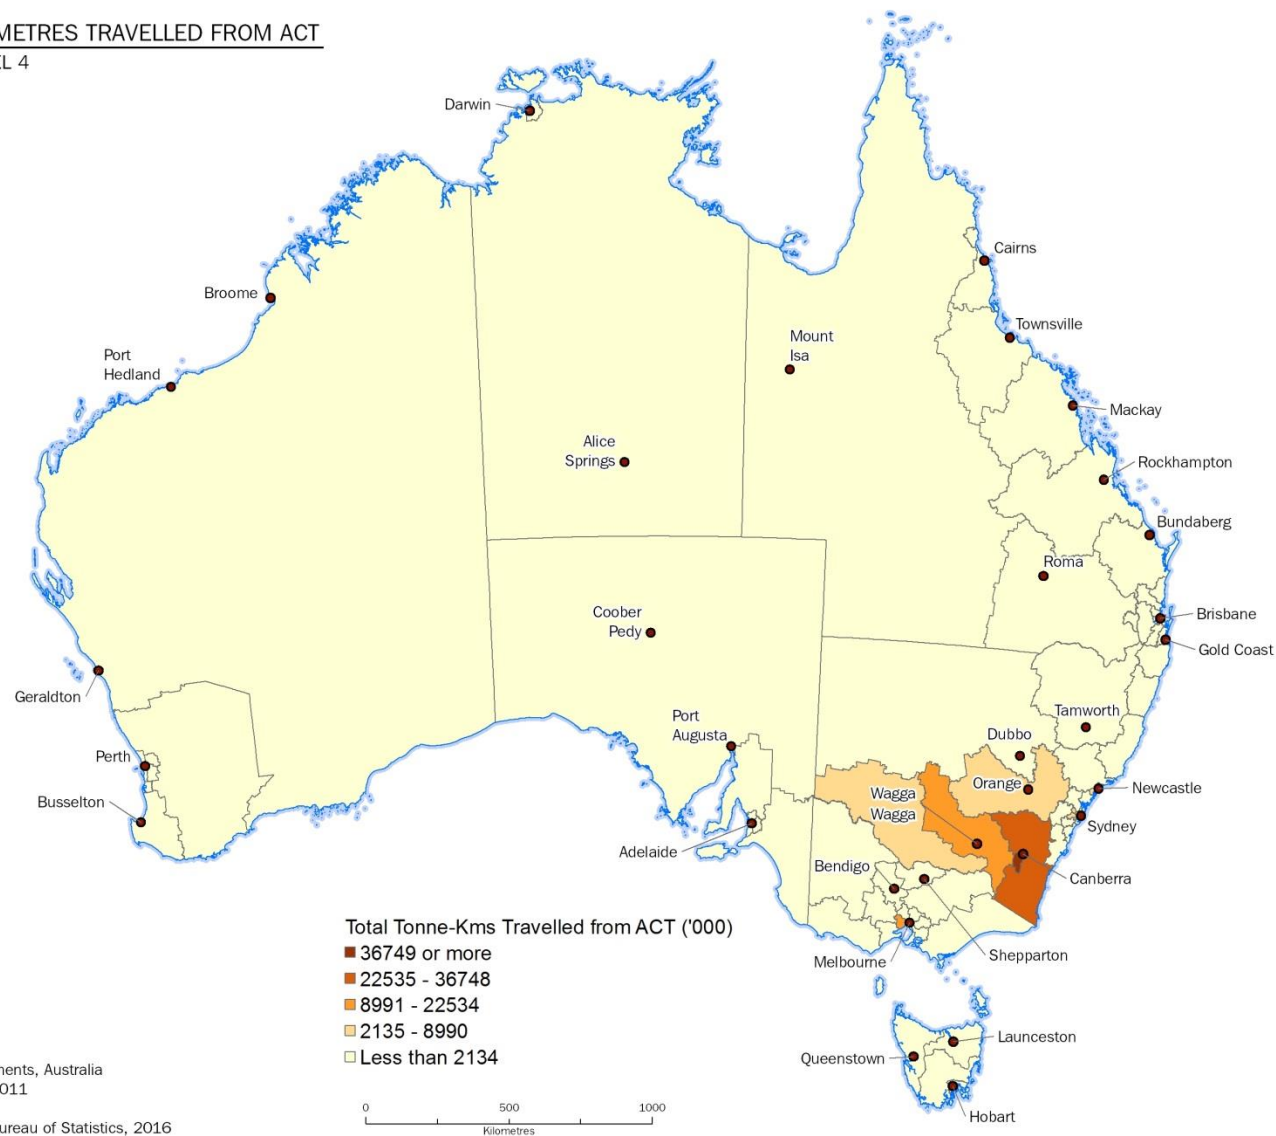 METRES TRAVELLED FROM ACT
L 4
Darwin
Cairns
Broome
Townsville
Mount
Isa
Port
Hedland
Mackay
Alice
Springs
Rockhampton
Bundaberg
Roma
Coober
Pedy
Brisbane
Gold Coast
Geraldton
Tamworth
Port
Augusta
Dubbo
Perth
Orange
Newcastle
Wagga
Wagga
Busselton
Sydney
Adelaide
Bendigo
Canberra
Total Tonne-Kms Travelled from ACT ('000)
36749 or more
22535 - 36748
8991 - 22534
2135 - 8990
Less than 2134
Shepparton
Melbourne
Launceston
Queenstown
Hobart
nents, Australia
011
ureau of Statistics, 2016
0 500 1000
Kilometres